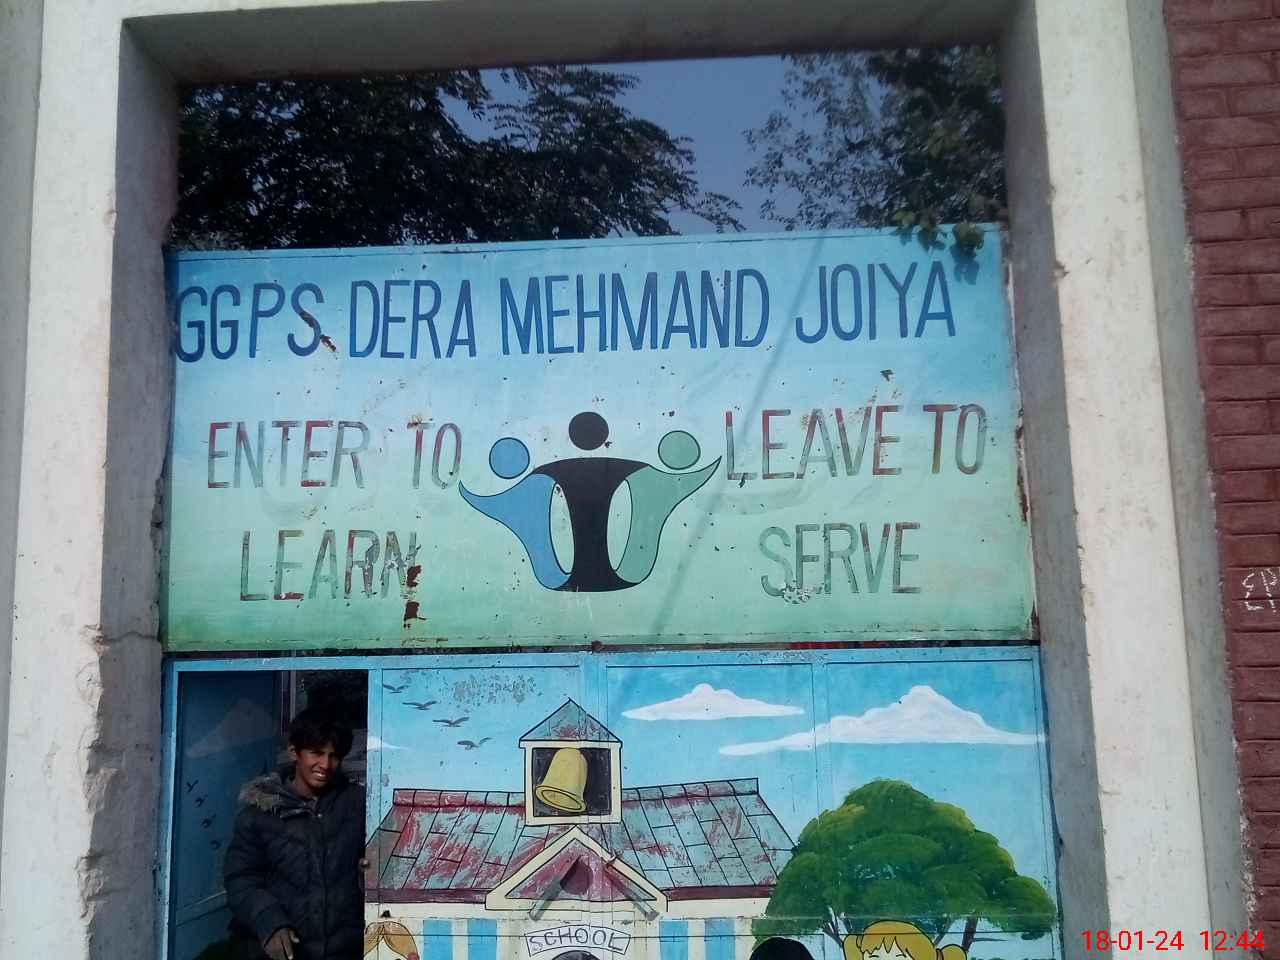 GGPS DERA MEHMAND JOIYA
ENTER TO
LEARN
LEAVE TO
SERVE
SCHOOL
18-01-24 12:44